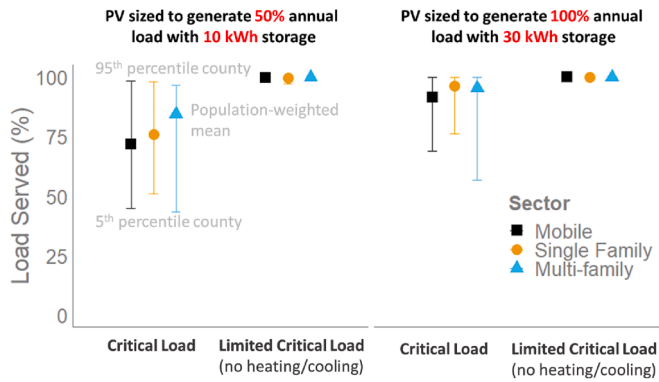 PV sized to generate 50% annual
load with 10 kWh storage
PV sized to generate 100% annual
load with 30 kWh storage
Load Served (%)
100
75
50
25
0
95th percentile county
Population-weighted
mean
5th percentile county
Sector
Mobile
Single Family
Multi-family
Critical Load
Limited Critical Load
(no heating/cooling)
Critical Load
Limited Critical Load
(no heating/cooling)